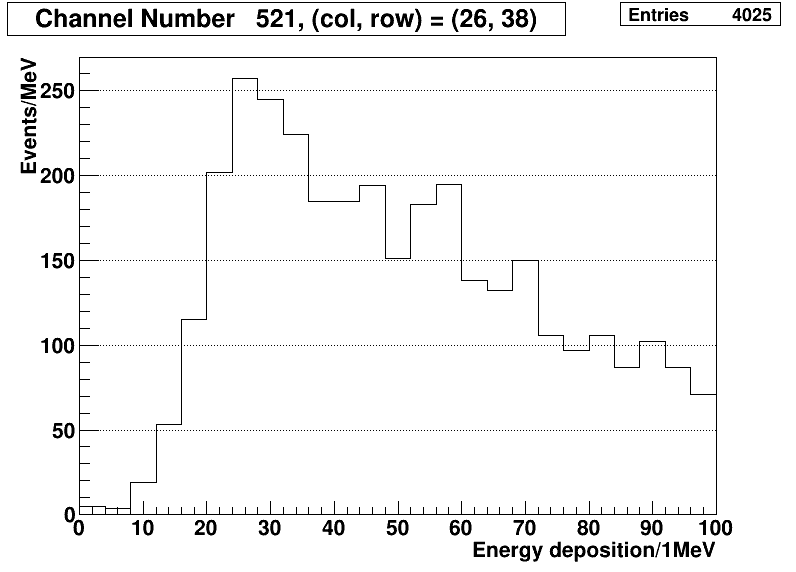 Channel Number 521, (col, row) = (26, 38)
Entries 4025
Events/MeV
250
200
150
100
50
0
0 10 20 30 40 50 60 70 80 90 100
Energy deposition/1MeV